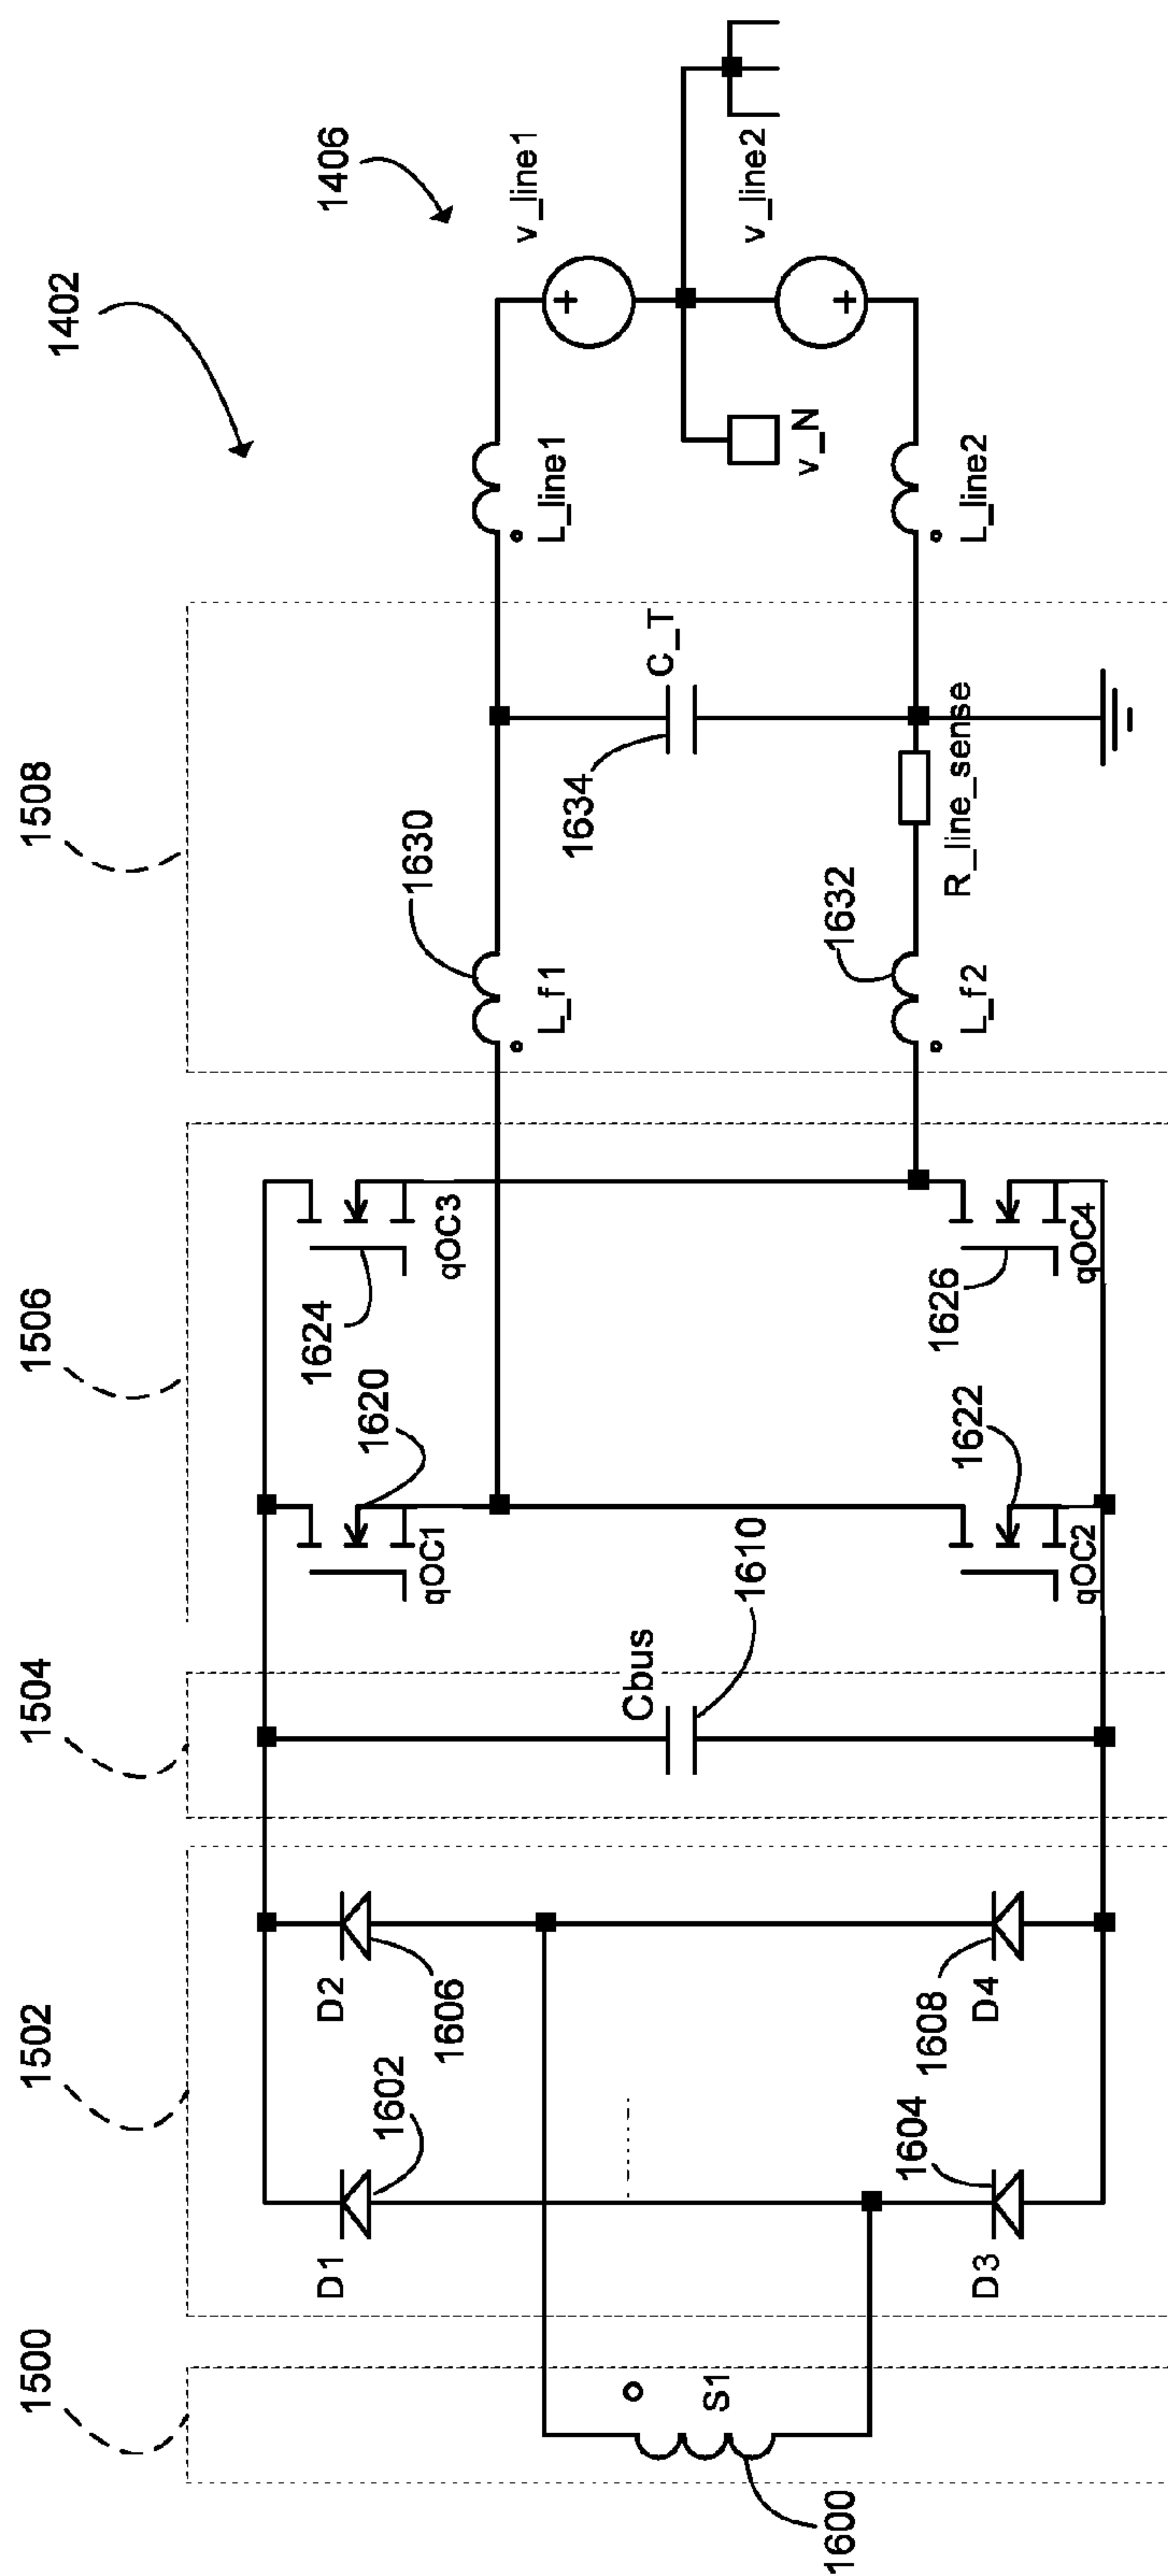 1402
1406
1500
1502
1504
1506
1508
D1
1602
D2
1606
S1
1600
D3
1604
D4
1608
Cbus
1610
qOC1
1620
qOC3
1624
qOC2
1622
qOC4
1626
1630
L_f1
1632
L_f2
1634
C_T
R_line_sense
L_line1
L_line2
v_N
v_line1
+
v_line2
+